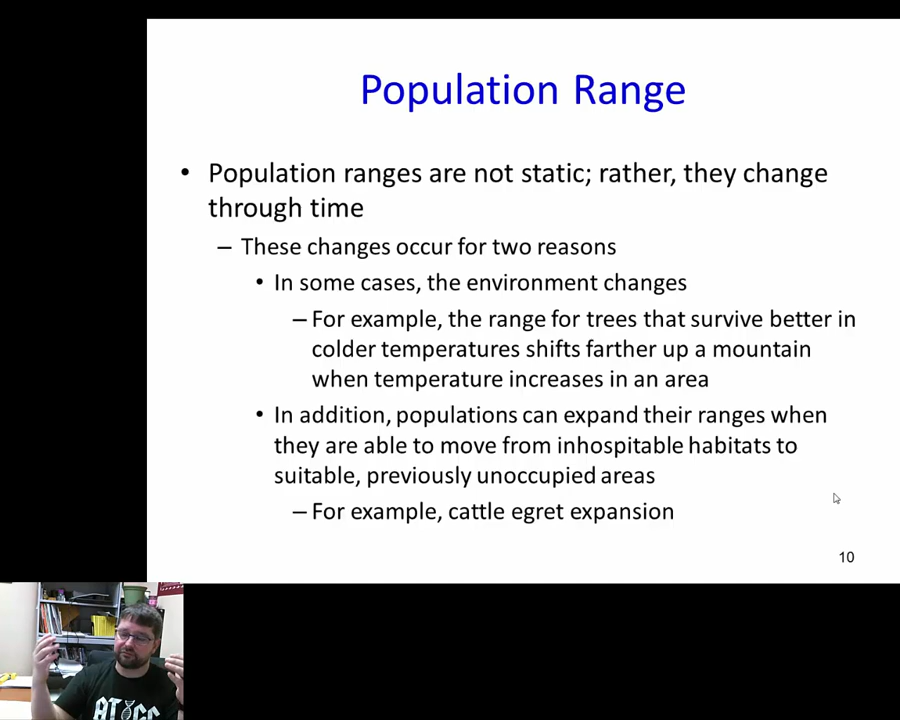 Population Range
• Population ranges are not static; rather, they change
through time
– These changes occur for two reasons
• In some cases, the environment changes
– For example, the range for trees that survive better in
colder temperatures shifts farther up a mountain
when temperature increases in an area
• In addition, populations can expand their ranges when
they are able to move from inhospitable habitats to
suitable, previously unoccupied areas
– For example, cattle egret expansion
10